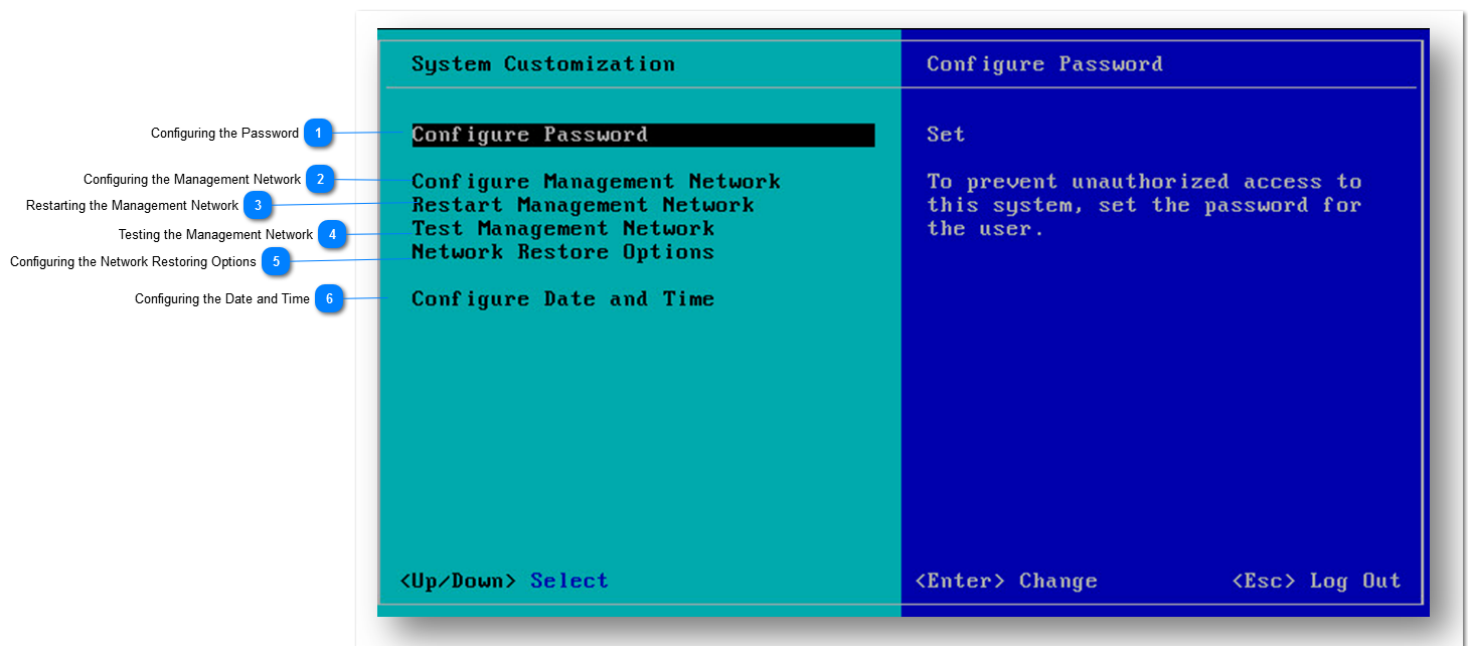 System Customization
Configure Password
Configuring the Password 1
Configure Password
Set
Configuring the Management Network 2
Configure Management Network
To prevent unauthorized access to
Restarting the Management Network 3
Restart Management Network
this system, set the password for
Testing the Management Network 4
Test Management Network
the user.
Configuring the Network Restoring Options 5
Network Restore Options
Configuring the Date and Time 6
Configure Date and Time
<Up/Down> Select
<Enter> Change
<Esc> Log Out